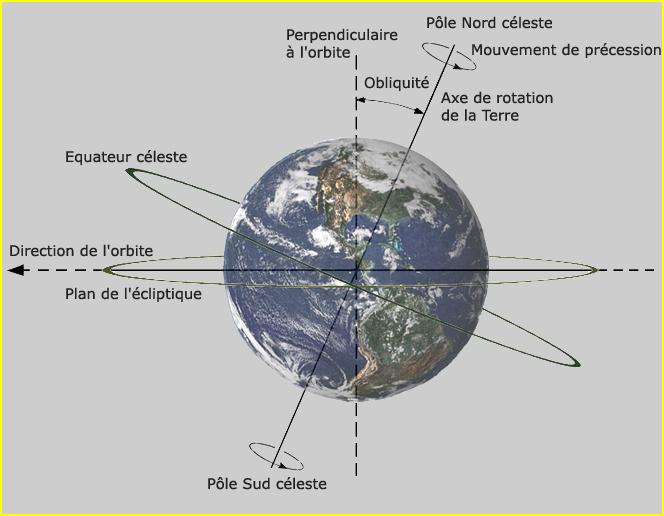 Pôle Nord céleste
Perpendiculaire
à l'orbite
Mouvement de précession
Obliquité
Axe de rotation
de la Terre
Equateur céleste
Direction de l'orbite
Plan de l'écliptique
Pôle Sud céleste